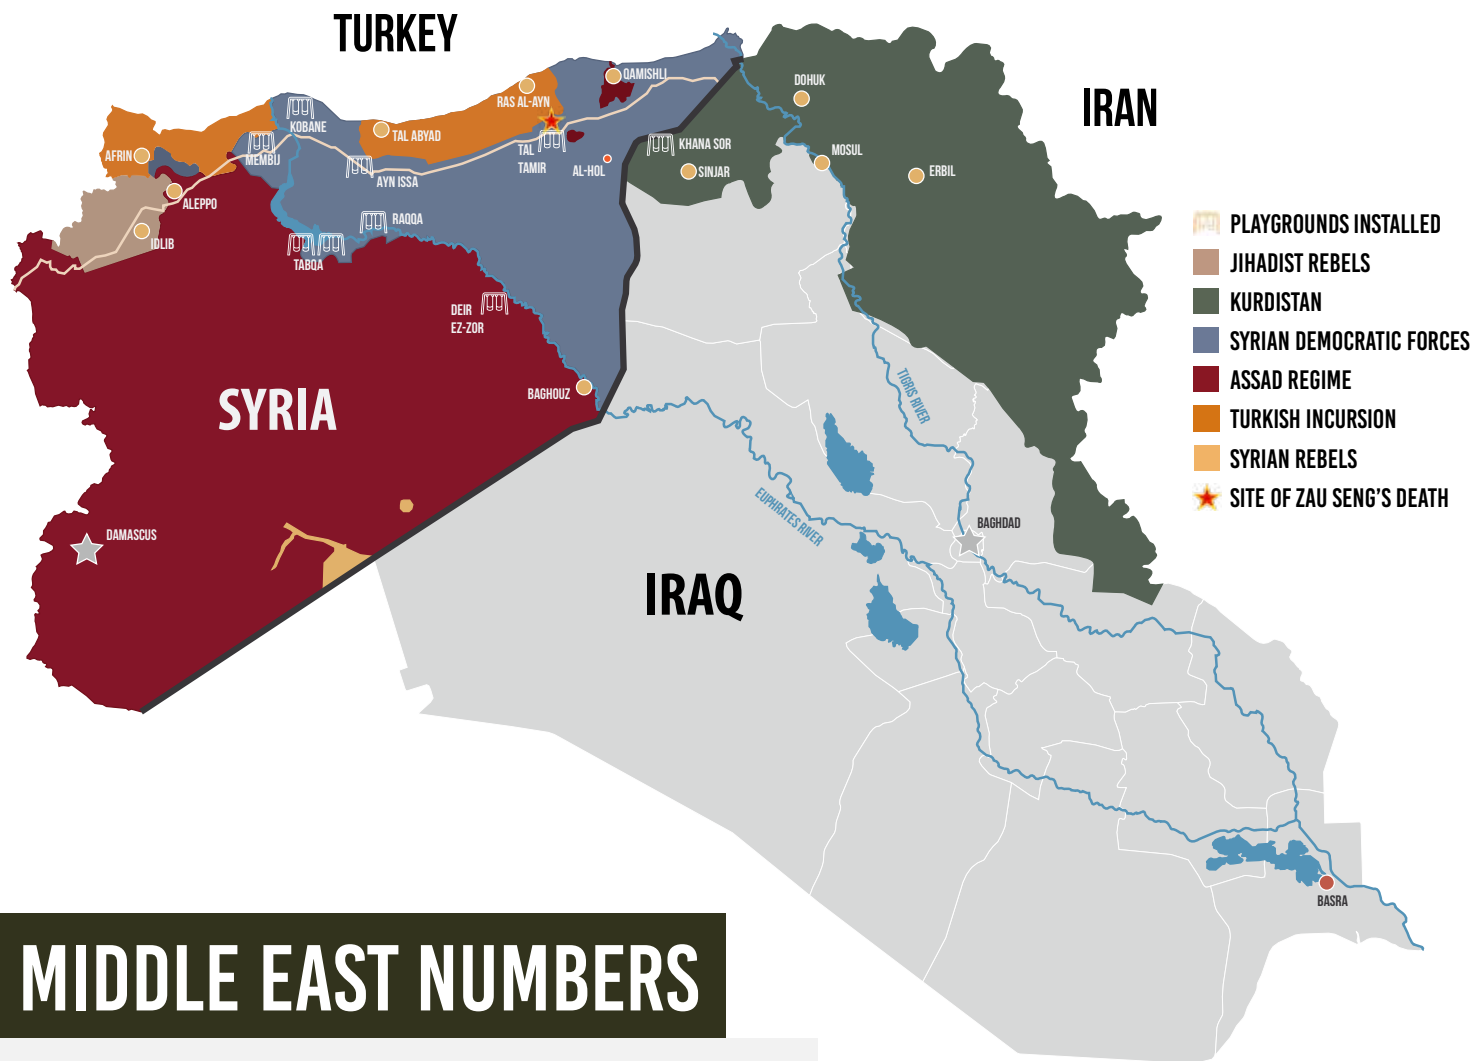 TURKEY
IRAN
QAMISHLI
DOHUK
RAS AL-AYN
KOBANE
TAL ABYAD
TAL
TAMIR
KHANA SOR
MOSUL
AFRIN
MEMBIJ
AYN ISSA
AL-HOL
SINJAR
ERBIL
ALEPPO
RAQQA
IDLIB
TABQA
DEIR
EZ-ZOR
BAGHOUZ
SYRIA
TIGRIS RIVER
EUPHRATES RIVER
DAMASCUS
BAGHDAD
IRAQ
BASRA
PLAYGROUNDS INSTALLED
JIHADIST REBELS
KURDISTAN
SYRIAN DEMOCRATIC FORCES
ASSAD REGIME
TURKISH INCURSION
SYRIAN REBELS
SITE OF ZAU SENG'S DEATH
MIDDLE EAST NUMBERS